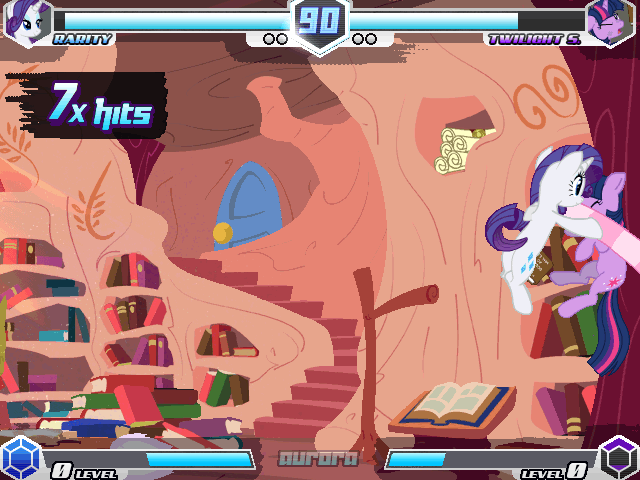 90
RARITY
TWILIGHT S.
7x hits
0 LEVEL
aurora
LEVEL 0